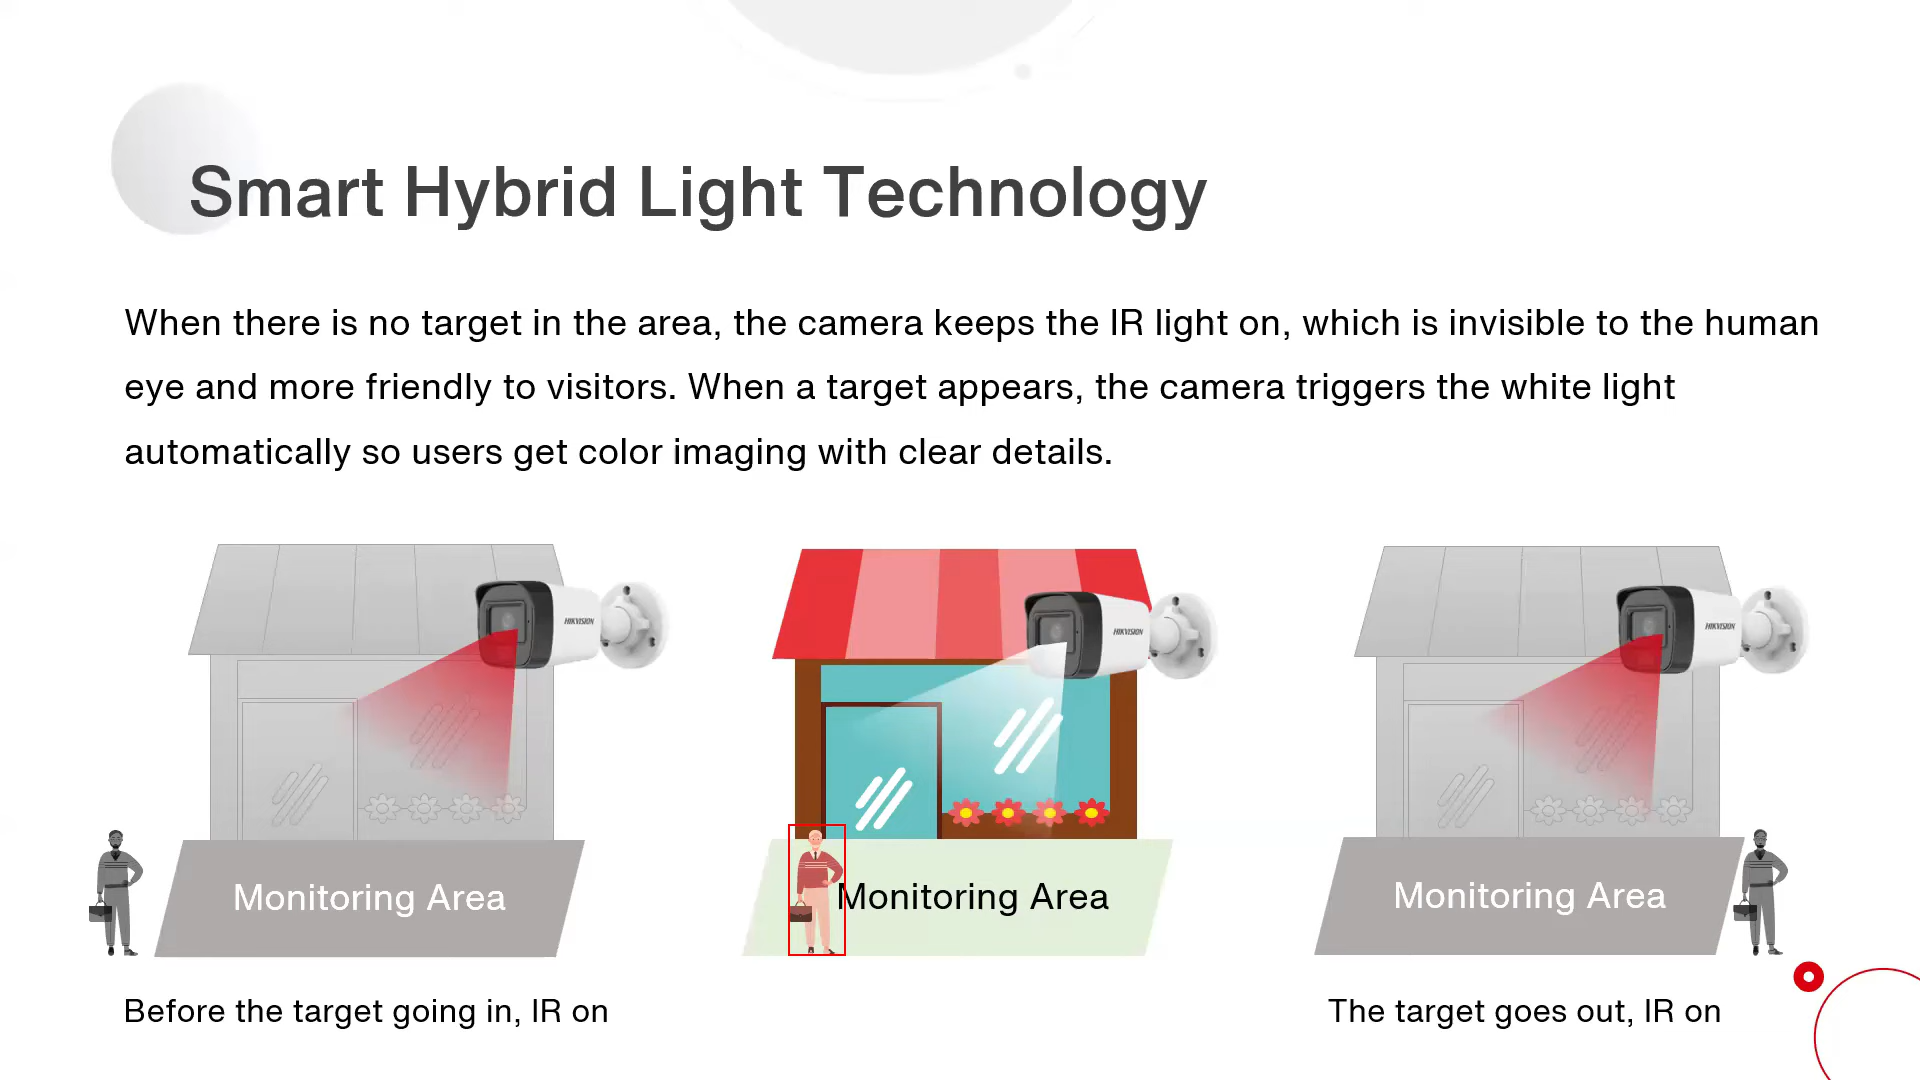 Smart Hybrid Light Technology
When there is no target in the area, the camera keeps the IR light on, which is invisible to the human
eye and more friendly to visitors. When a target appears, the camera triggers the white light
automatically so users get color imaging with clear details.
HIKVISION
HIKVISION
HIKVISION
Monitoring Area
Monitoring Area
Monitoring Area
Before the target going in, IR on
The target goes out, IR on